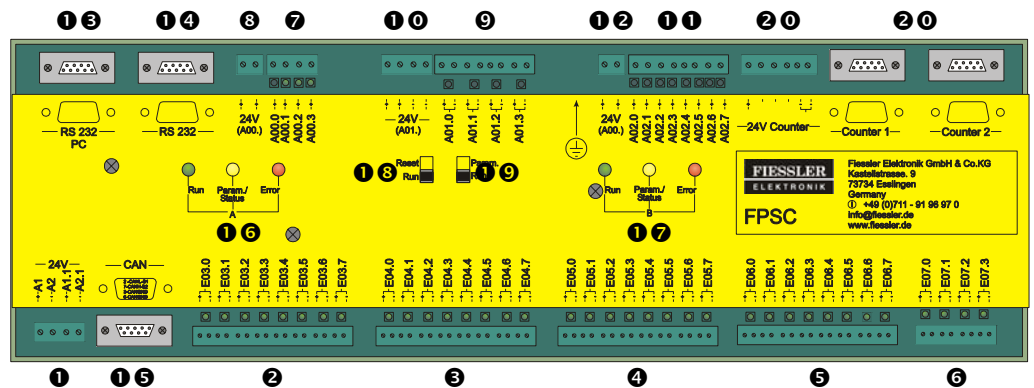 13 14 8 7 10 9 12 11 20 20
24V
(A00.)
A00.0
A00.1
A00.2
A00.3
24V
(A01.)
A01.0
A01.1
A01.2
A01.3
24V
(A00.)
A02.0
A02.1
A02.2
A02.3
A02.4
A02.5
A02.6
A02.7
24V Counter
RS 232
PC
RS 232
Counter 1
Counter 2
Run
Param./
Status
Error
A
16
18
Reset
Run
Param.
19
Run
Param./
Status
Error
B
17
FIESSLER
ELEKTRONIK
FPSC
Fiessler Elektronik GmbH & Co.KG
Kastellstrasse. 9
73734 Esslingen
Germany
+49 (0)711 - 91 96 97 0
info@fiessler.de
www.fiessler.de
24V
A1
A2
A1.1
A2.1
CAN
E03.0
E03.1
E03.2
E03.3
E03.4
E03.5
E03.6
E03.7
E04.0
E04.1
E04.2
E04.3
E04.4
E04.5
E04.6
E04.7
E05.0
E05.1
E05.2
E05.3
E05.4
E05.5
E05.6
E05.7
E06.0
E06.1
E06.2
E06.3
E06.4
E06.5
E06.6
E06.7
E07.0
E07.1
E07.2
E07.3
1 15 2 3 4 5 6